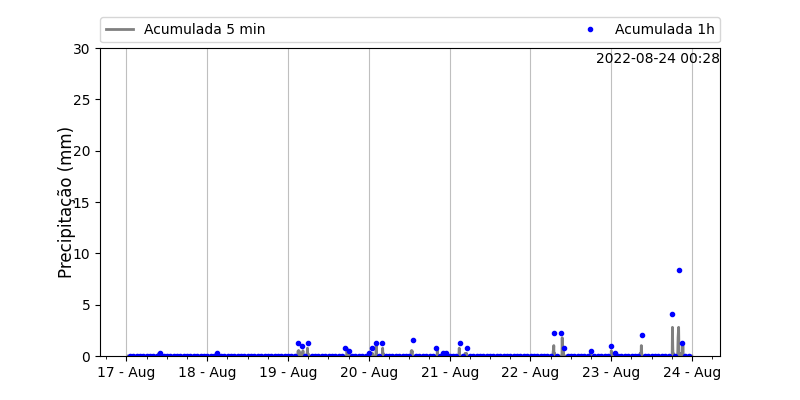 Acumulada 5 min
Acumulada 1h
2022-08-24 00:28
Precipitação (mm)
30
25
20
15
10
5
0
17 - Aug
18 - Aug
19 - Aug
20 - Aug
21 - Aug
22 - Aug
23 - Aug
24 - Aug